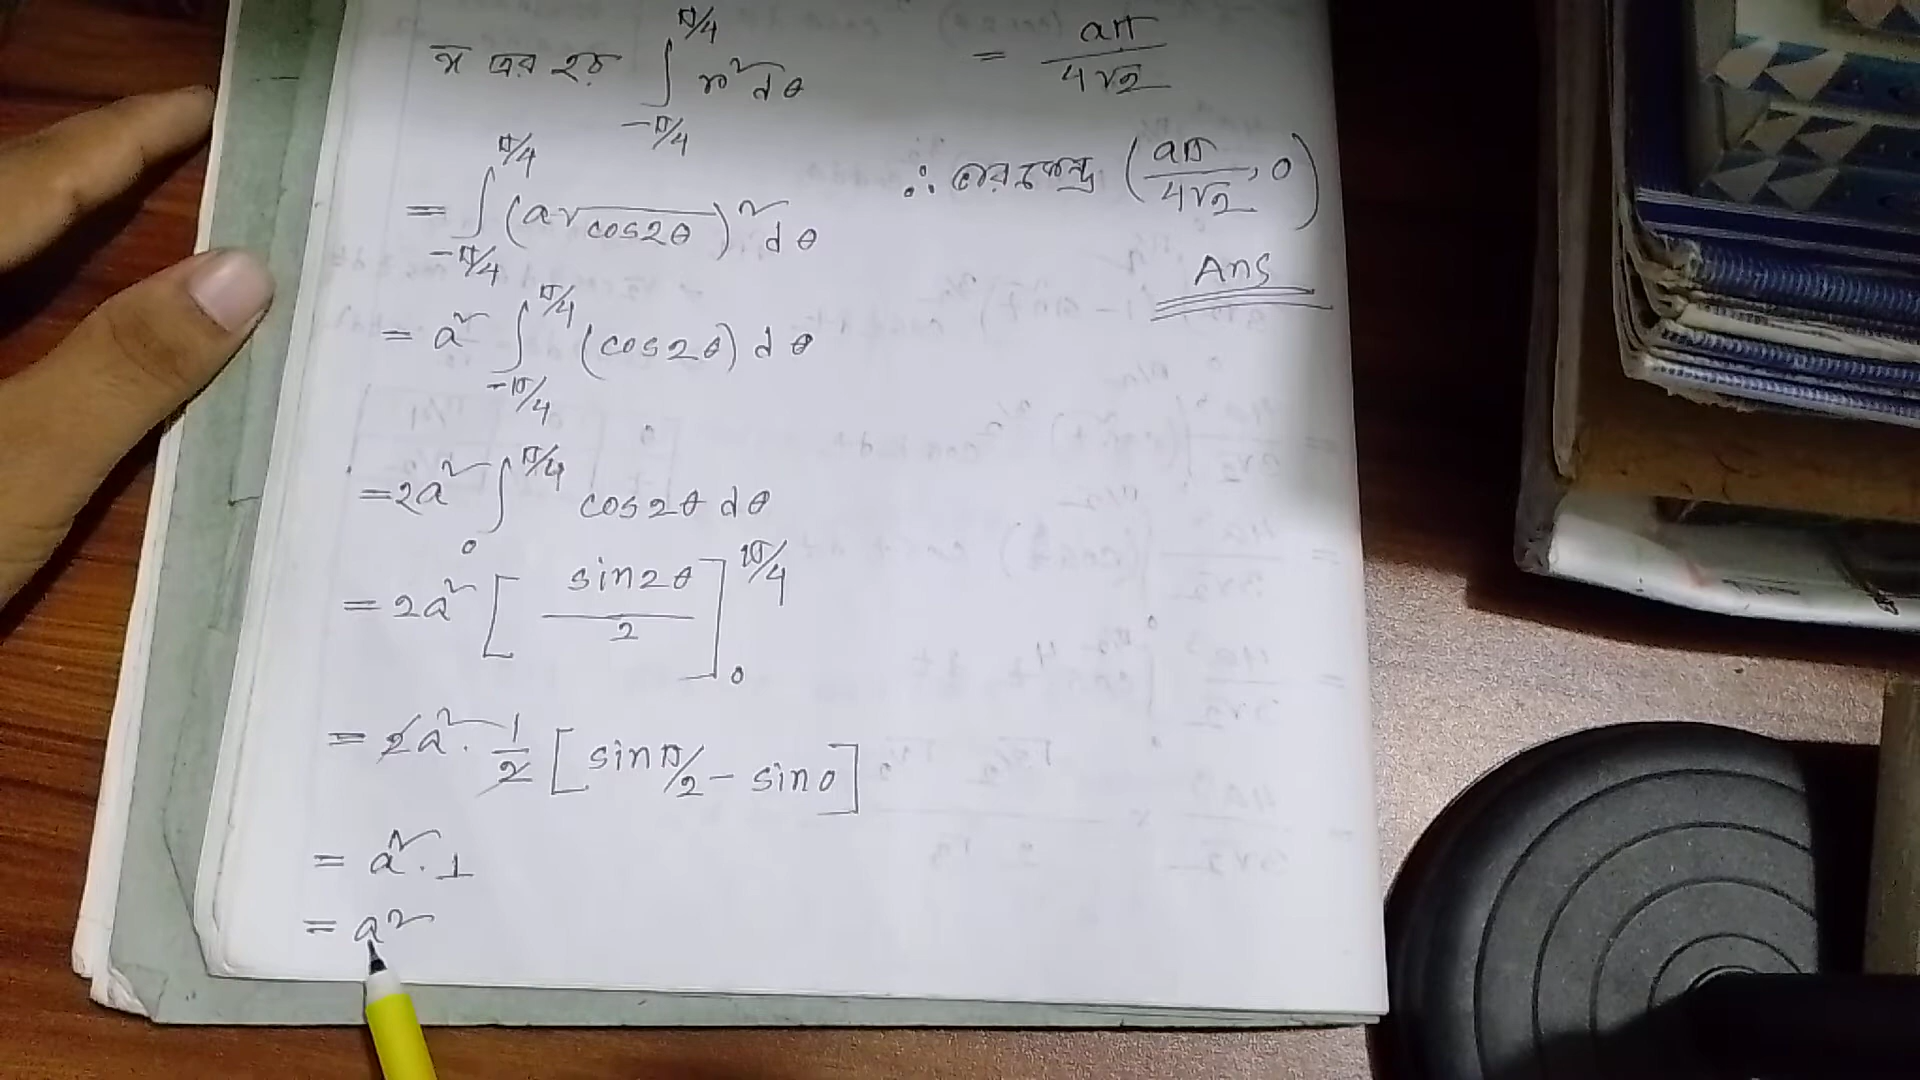 x̄ এর হর ∫_{-π/4}^{π/4} r² dθ
= ∫_{-π/4}^{π/4} (a√cos2θ)² dθ
= a² ∫_{-π/4}^{π/4} (cos2θ) dθ
= 2a² ∫_0^{π/4} cos2θ dθ
= 2a² [sin2θ/2]_0^{π/4}
= 2a² · 1/2 [sin π/2 − sin 0]
= a² · 1
= a²
= aπ/4√2
∴ ভরকেন্দ্র (aπ/4√2, 0)
Ans